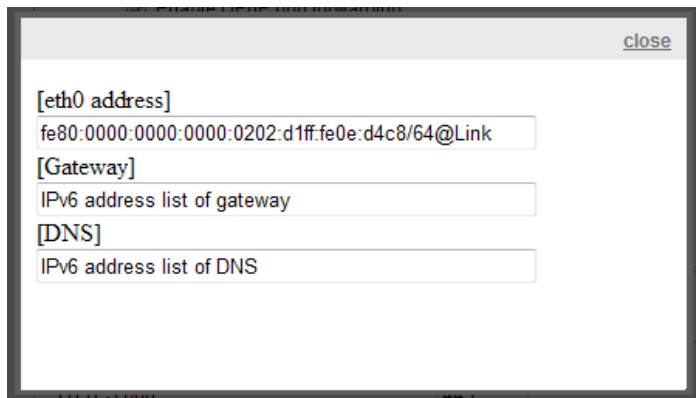 close
[eth0 address]
fe80:0000:0000:0000:0202:d1ff:fe0e:d4c8/64@Link
[Gateway]
IPv6 address list of gateway
[DNS]
IPv6 address list of DNS